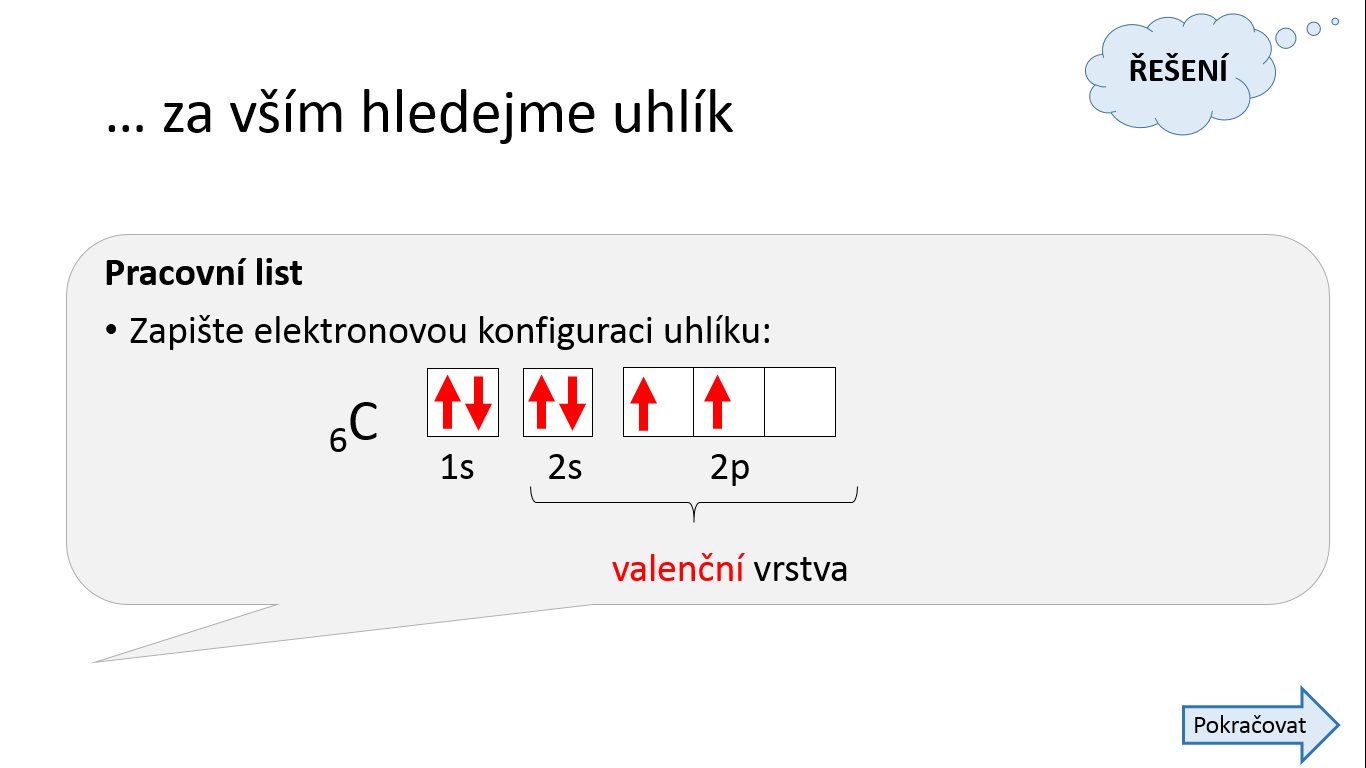 ŘEŠENÍ
... za vším hledejme uhlík
Pracovní list
• Zapište elektronovou konfiguraci uhlíku:
₆C
1s 2s 2p
valenční vrstva
Pokračovat